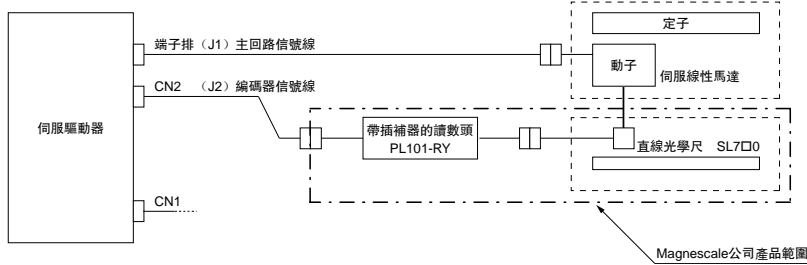 定子
端子排（J1）主回路信號線
動子
伺服線性馬達
CN2 （J2）編碼器信號線
伺服驅動器
帶插補器的讀數頭
PL101-RY
直線光學尺 SL7□0
CN1
Magnescale公司產品範圍